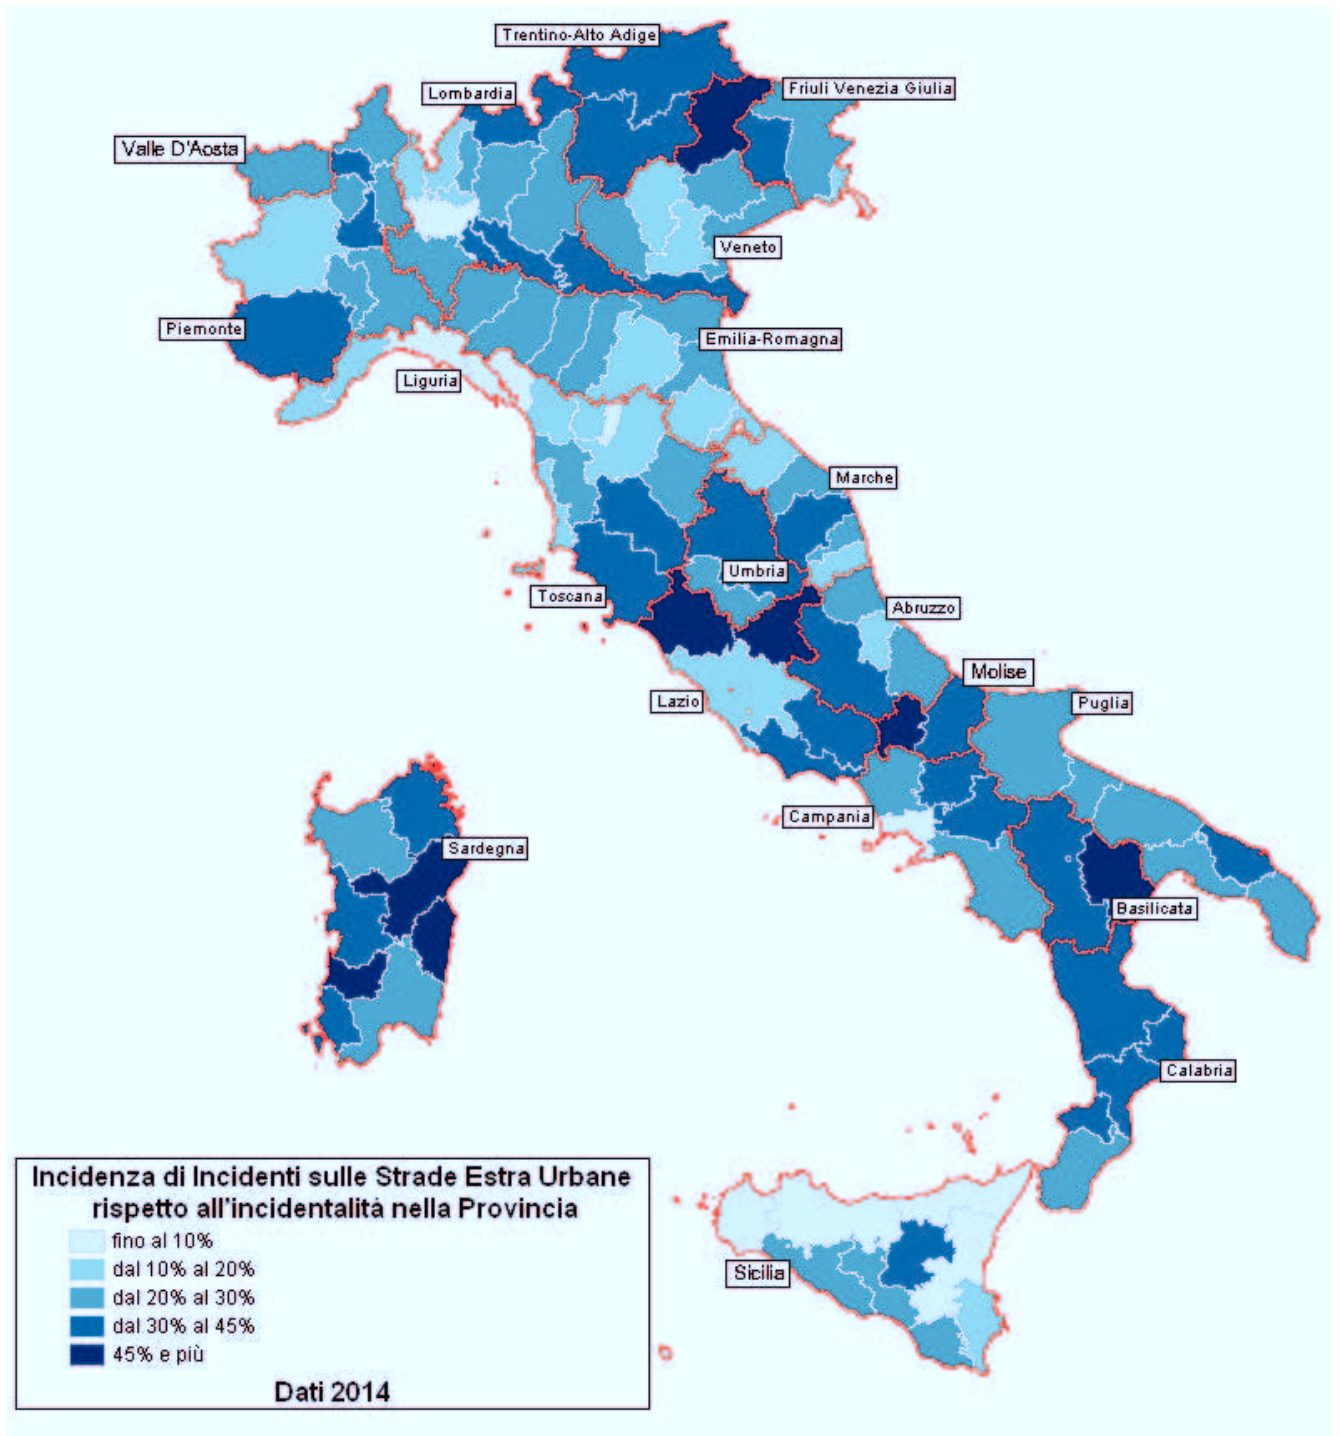 Trentino-Alto Adige
Friuli Venezia Giulia
Lombardia
Valle D'Aosta
Veneto
Piemonte
Emilia-Romagna
Liguria
Marche
Umbria
Toscana
Abruzzo
Molise
Lazio
Puglia
Campania
Sardegna
Basilicata
Calabria
Sicilia
Incidenza di Incidenti sulle Strade Estra Urbane
rispetto all'incidentalità nella Provincia
fino al 10%
dal 10% al 20%
dal 20% al 30%
dal 30% al 45%
45% e più
Dati 2014